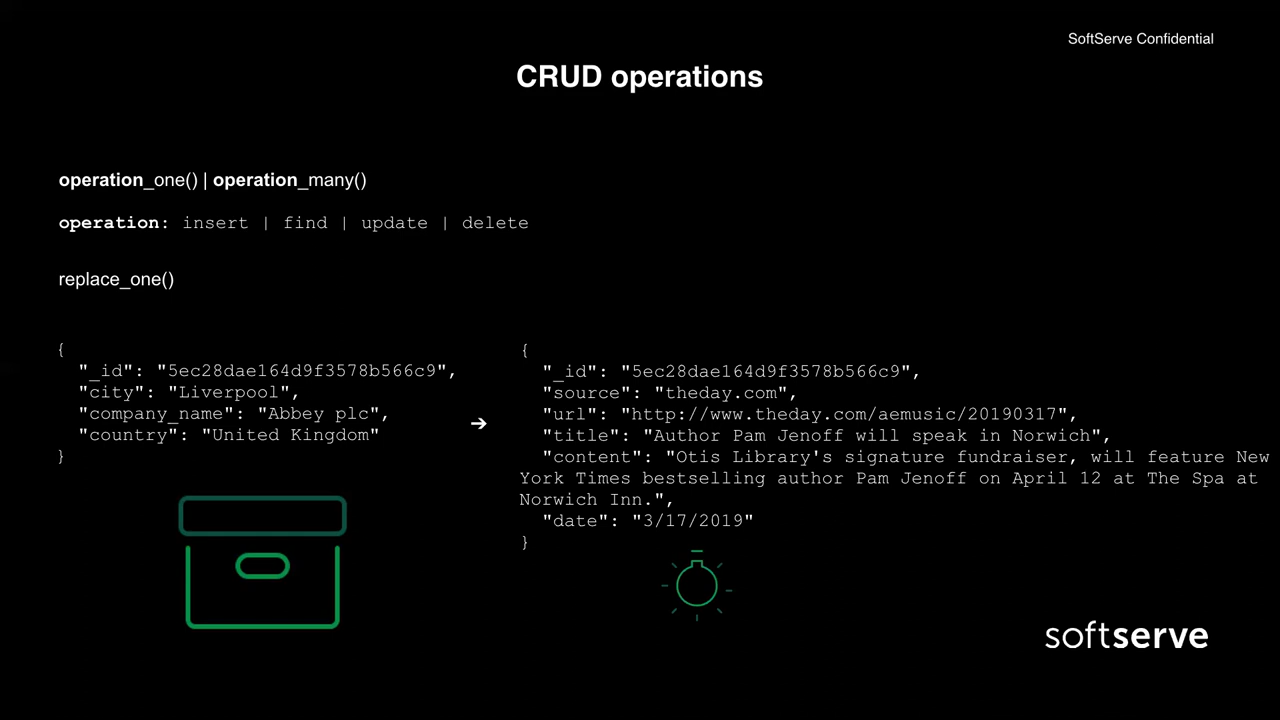 SoftServe Confidential
CRUD operations
operation_one() | operation_many()
operation: insert | find | update | delete
replace_one()
{
"_id": "5ec28dae164d9f3578b566c9",
"city": "Liverpool",
"company_name": "Abbey plc",
"country": "United Kingdom"
}
➔
{
"_id": "5ec28dae164d9f3578b566c9",
"source": "theday.com",
"url": "http://www.theday.com/aemusic/20190317",
"title": "Author Pam Jenoff will speak in Norwich",
"content": "Otis Library's signature fundraiser, will feature New
York Times bestselling author Pam Jenoff on April 12 at The Spa at
Norwich Inn.",
"date": "3/17/2019"
}
softserve